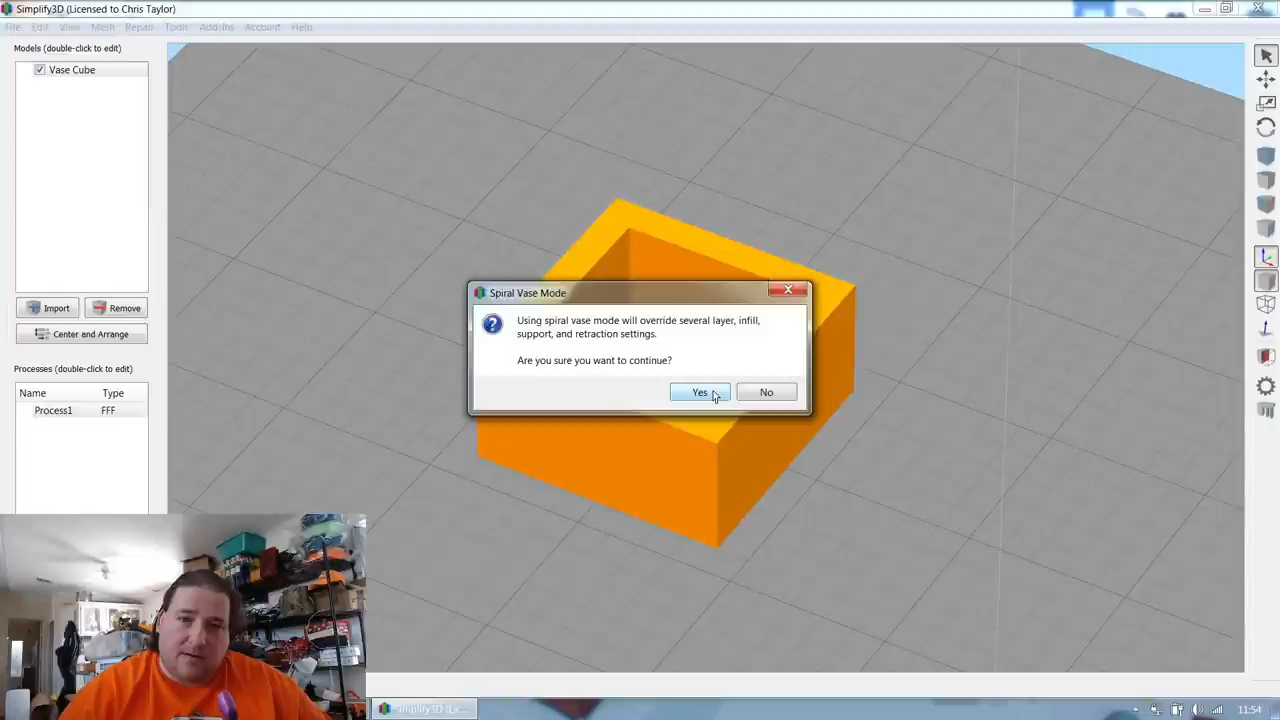 Simplify3D (Licensed to Chris Taylor)
File Edit View Mesh Repair Tools Add-Ins Account Help
Models (double-click to edit)
Vase Cube
Import Remove
Center and Arrange
Processes (double-click to edit)
Name Type
Process1 FFF
Spiral Vase Mode
Using spiral vase mode will override several layer, infill,
support, and retraction settings.
Are you sure you want to continue?
Yes No
Simplify3D (Lic...
11:54